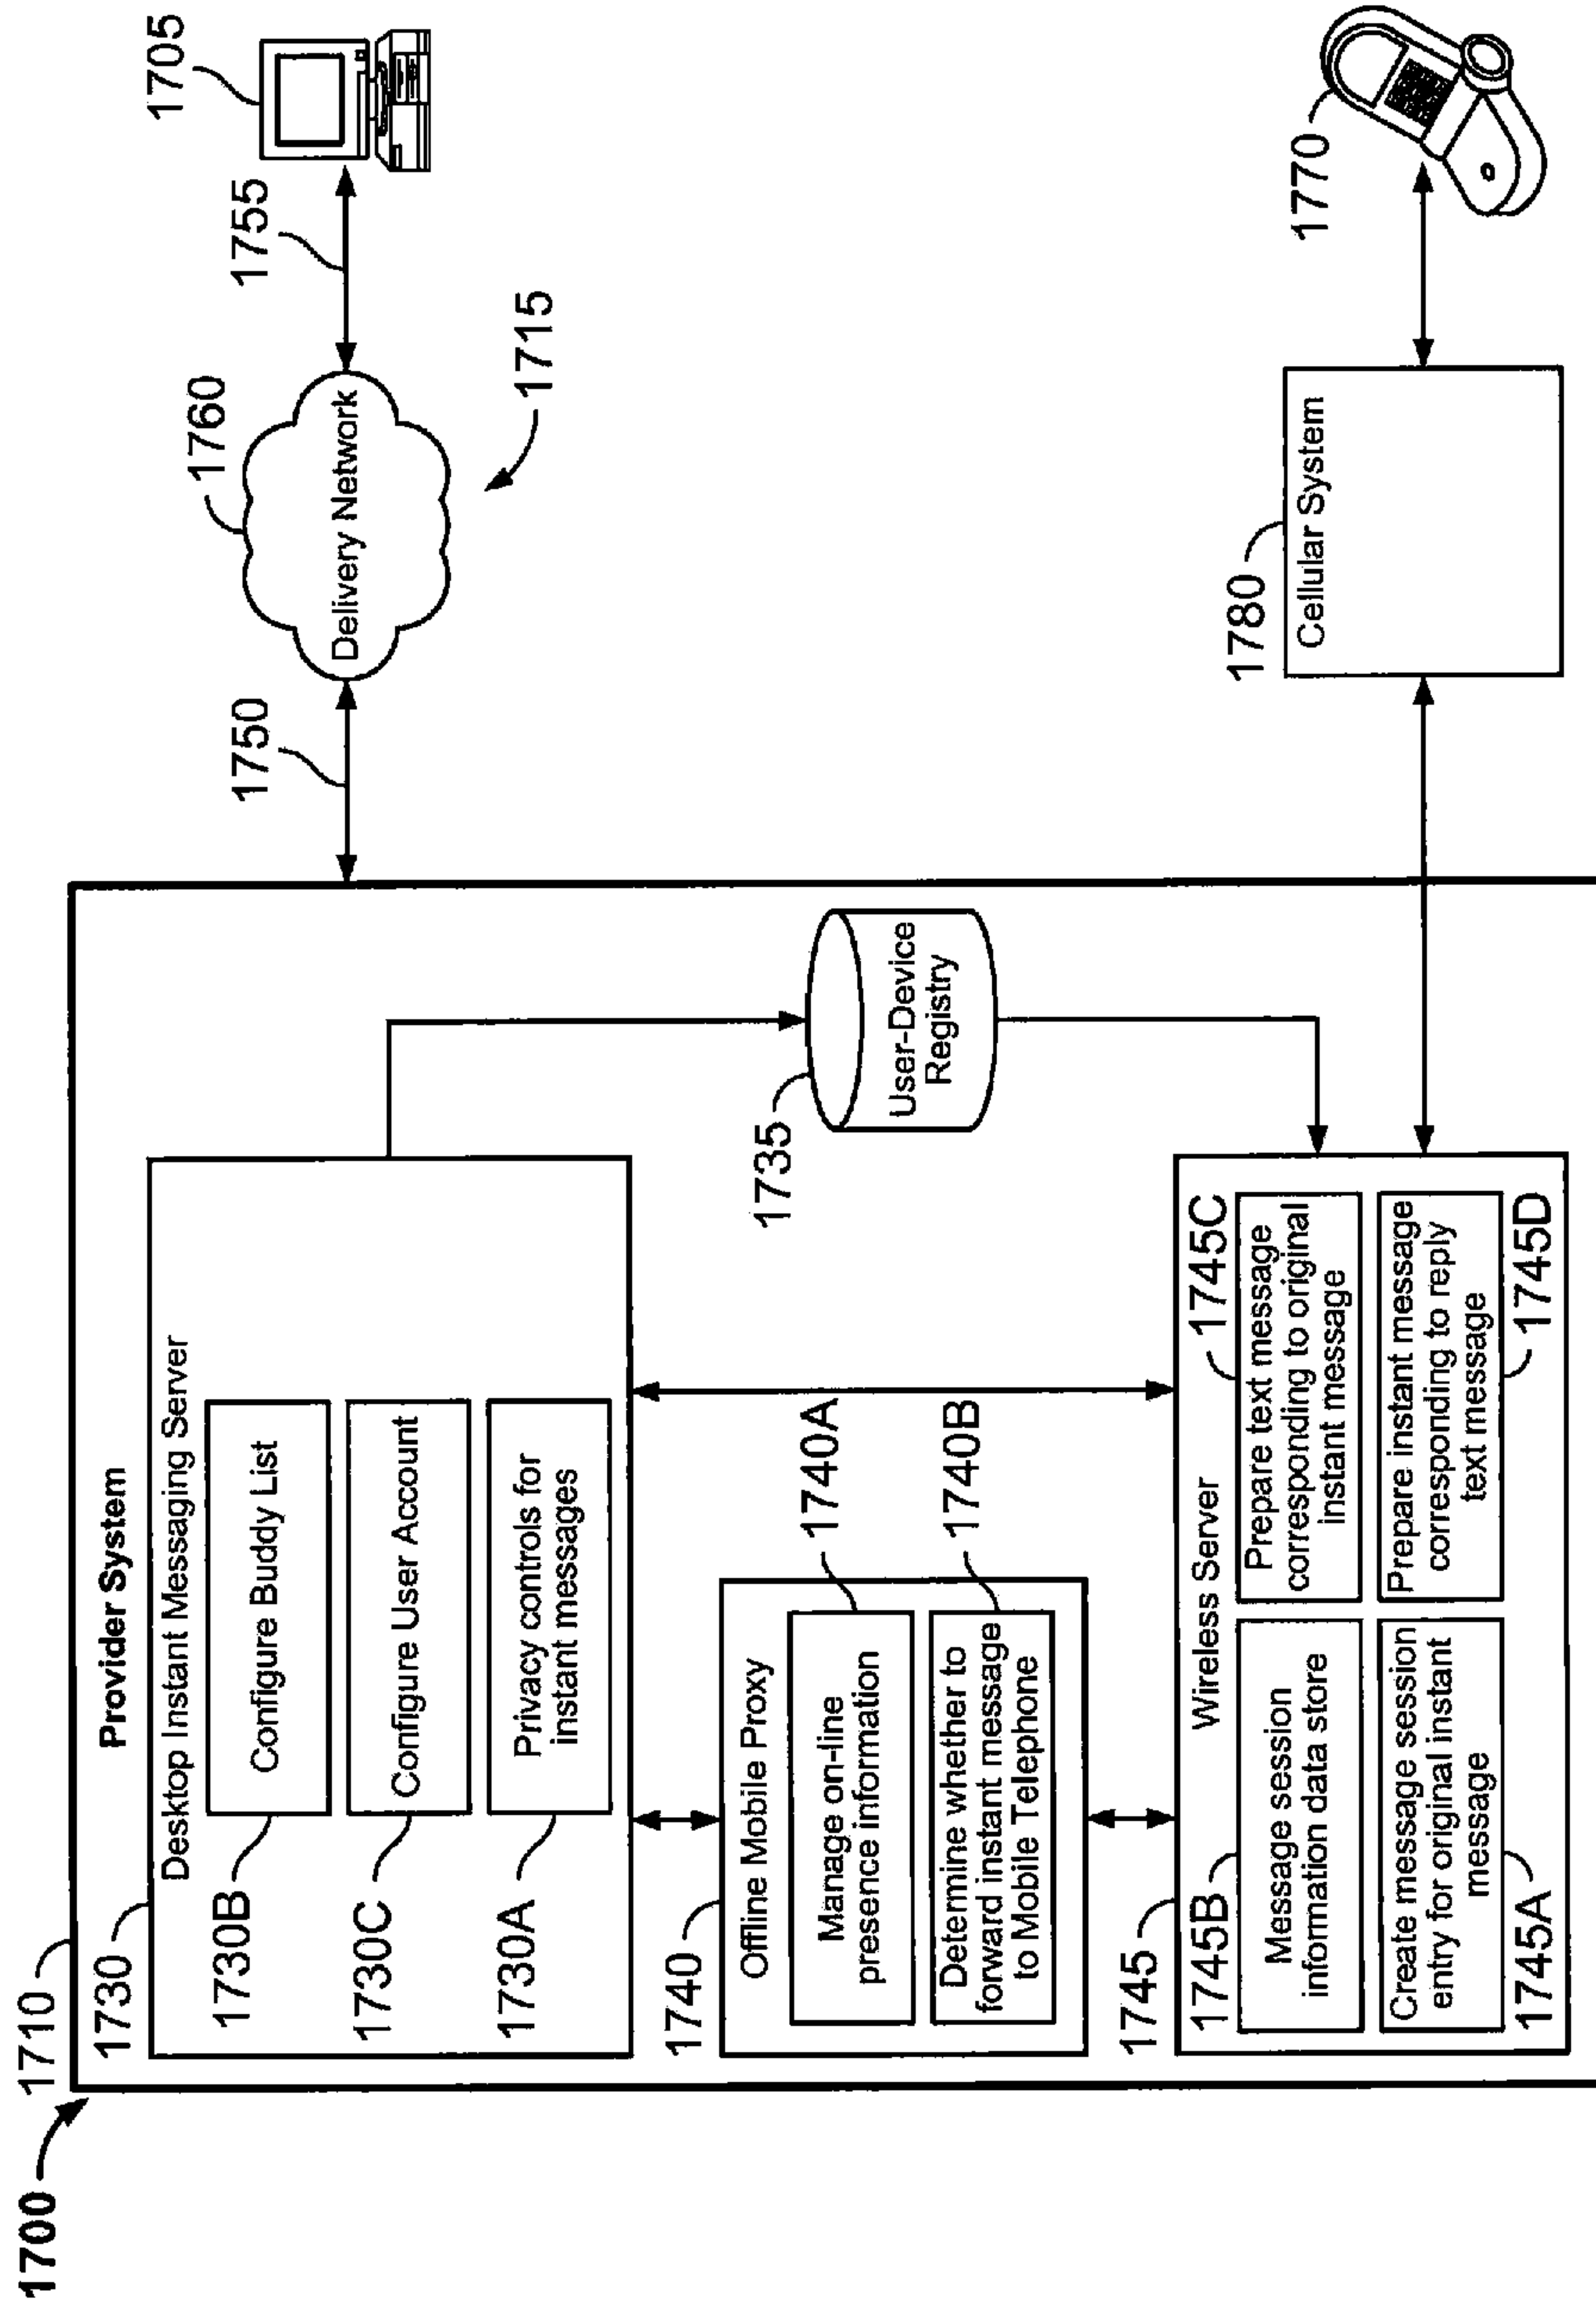 1700
1710
Provider System
1730
Desktop Instant Messaging Server
1730B
Configure Buddy List
1730C
Configure User Account
1730A
Privacy controls for
instant messages
1740
Offline Mobile Proxy
Manage on-line
presence information
1740A
Determine whether to
forward instant message
to Mobile Telephone
1740B
1735
User-Device
Registry
1745
Wireless Server
1745B
Message session
information data store
1745C
Prepare text message
corresponding to original
instant message
Create message session
entry for original instant
message
1745A
Prepare instant message
corresponding to reply
text message
1745D
1750
1760
Delivery Network
1715
1755
1705
1780
Cellular System
1770